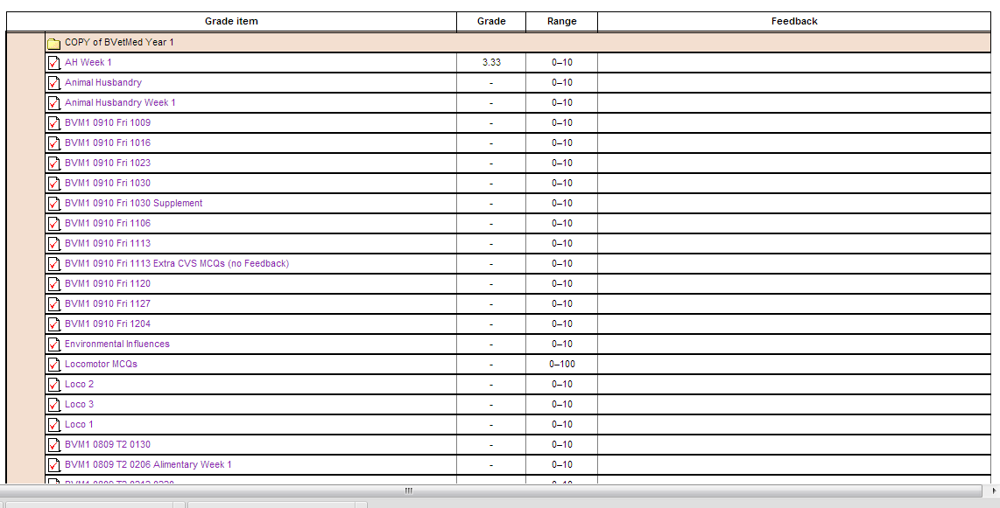 Grade item Grade Range Feedback
COPY of BVetMed Year 1
AH Week 1 3.33 0–10
Animal Husbandry - 0–10
Animal Husbandry Week 1 - 0–10
BVM1 0910 Fri 1009 - 0–10
BVM1 0910 Fri 1016 - 0–10
BVM1 0910 Fri 1023 - 0–10
BVM1 0910 Fri 1030 - 0–10
BVM1 0910 Fri 1030 Supplement - 0–10
BVM1 0910 Fri 1106 - 0–10
BVM1 0910 Fri 1113 - 0–10
BVM1 0910 Fri 1113 Extra CVS MCQs (no Feedback) - 0–10
BVM1 0910 Fri 1120 - 0–10
BVM1 0910 Fri 1127 - 0–10
BVM1 0910 Fri 1204 - 0–10
Environmental Influences - 0–10
Locomotor MCQs - 0–100
Loco 2 - 0–10
Loco 3 - 0–10
Loco 1 - 0–10
BVM1 0809 T2 0130 - 0–10
BVM1 0809 T2 0206 Alimentary Week 1 - 0–10
BVM1 0809 T2 - 0–10